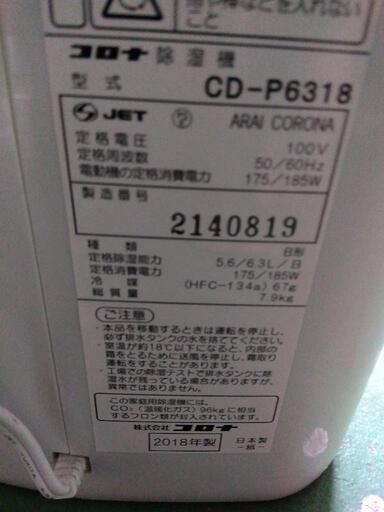 棒などを入れない
こと
コロナ 除湿機
型式 CD-P6318
JET ARAI CORONA
定格電圧 100V
定格周波数 50/60Hz
電動機の定格消費電力 175/185W
製造番号
2140819
種類 日形
定格除湿能力 5.6/6.3L/日
定格消費電力 175/185W
冷媒 (HFC-134a) 67g
総質量 7.9kg
ご注意
・本品を移動するときは運転を停止し、
必ず排水タンクの水を捨ててください。
・室温が約18℃以下になると、内部の
霜をとるために送風を停止し、霜取り
運転をすることがあります。
・工場での除湿テストで排水タンクに除
湿水が残っている場合がありますが、
異常ではありません。
この家庭用除湿機には、
CO₂(温暖化ガス)96kgに相当
するフロン類が封入されています。
株式会社 コロナ
2018年製 日本製
-紙-